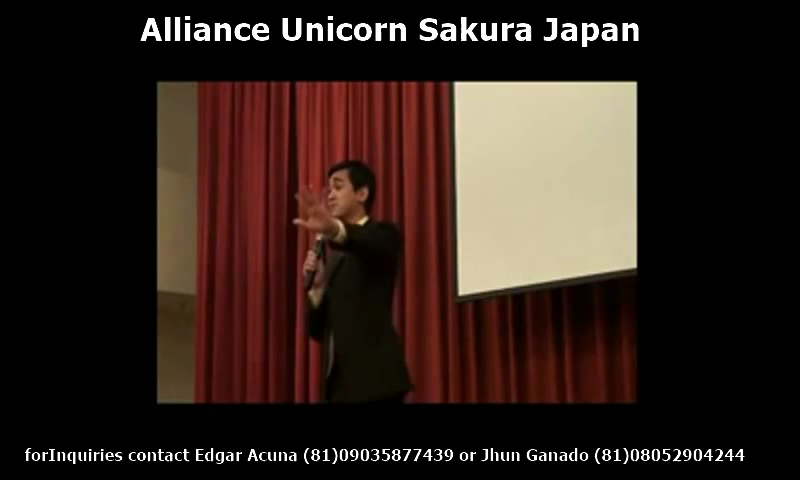 Alliance Unicorn Sakura Japan
forInquiries contact Edgar Acuna (81)09035877439 or Jhun Ganado (81)08052904244